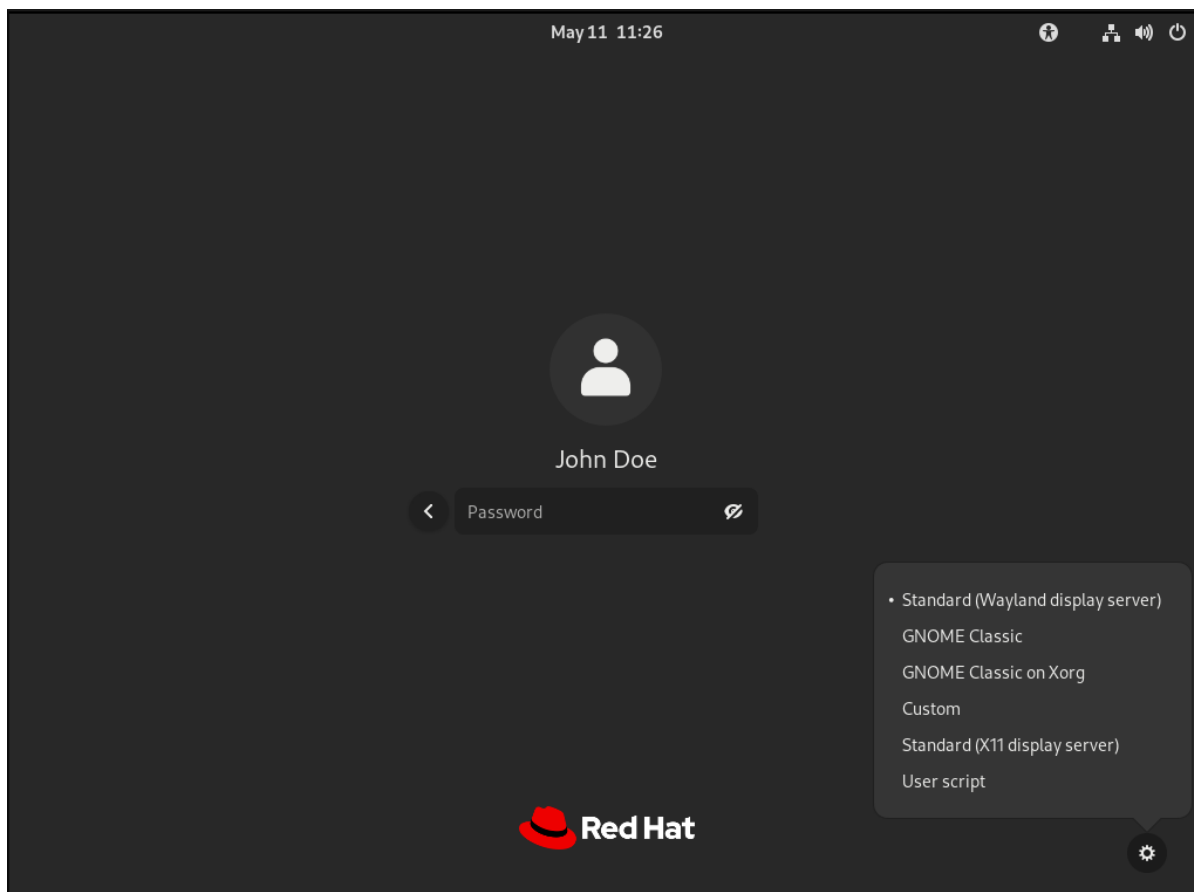 May 11 11:26
John Doe
Password
Standard (Wayland display server)
GNOME Classic
GNOME Classic on Xorg
Custom
Standard (X11 display server)
User script
Red Hat